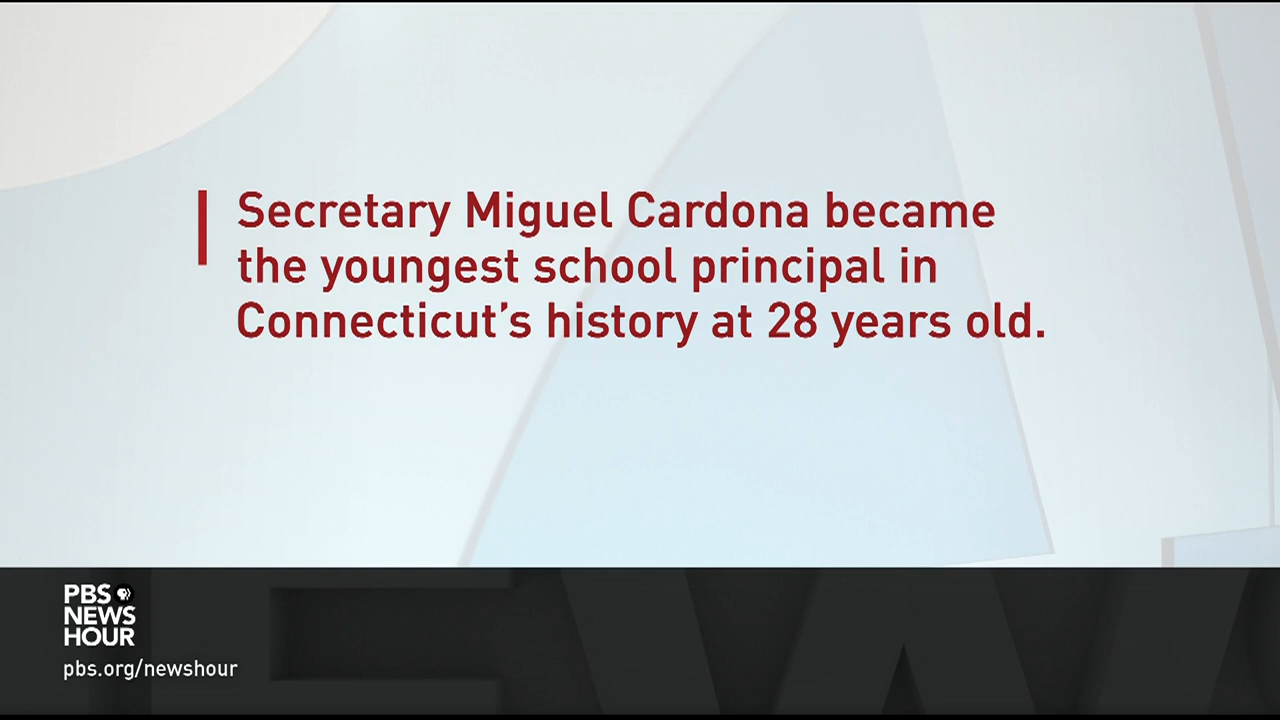 Secretary Miguel Cardona became
the youngest school principal in
Connecticut’s history at 28 years old.
PBS
NEWS
HOUR
pbs.org/newshour